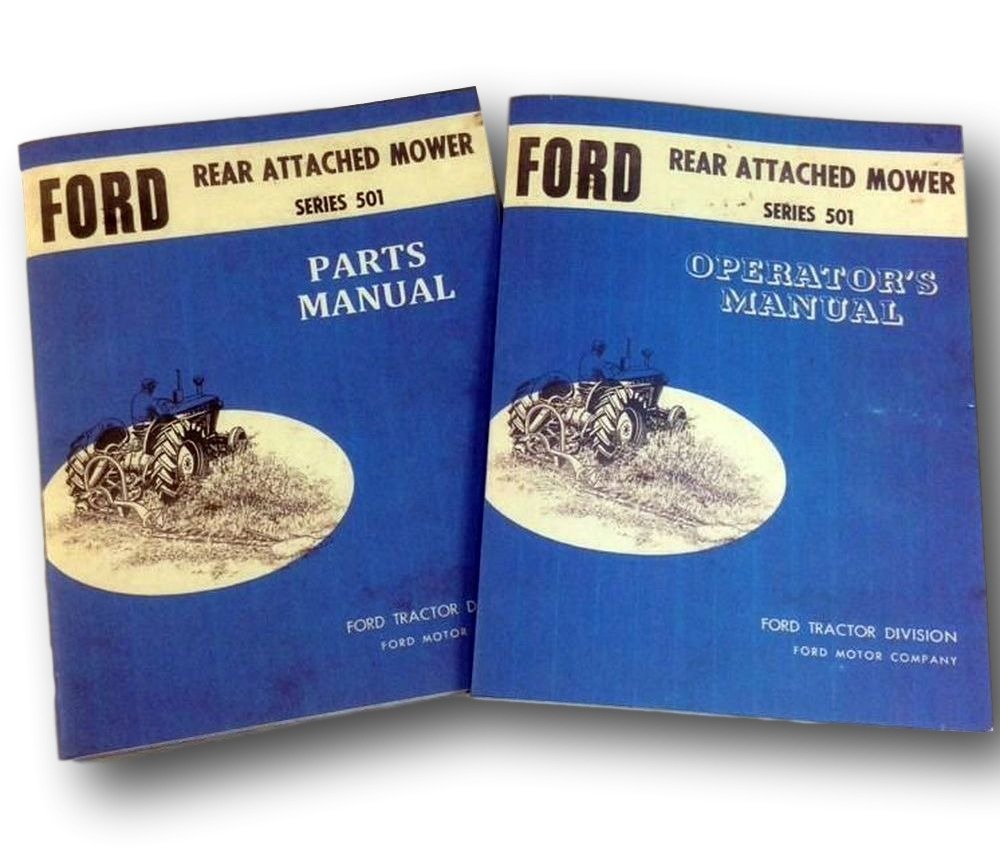 FORD
REAR ATTACHED MOWER
SERIES 501
PARTS
MANUAL
FORD TRACTOR D
FORD MOTOR
FORD
REAR ATTACHED MOWER
SERIES 501
OPERATOR'S
MANUAL
FORD TRACTOR DIVISION
FORD MOTOR COMPANY